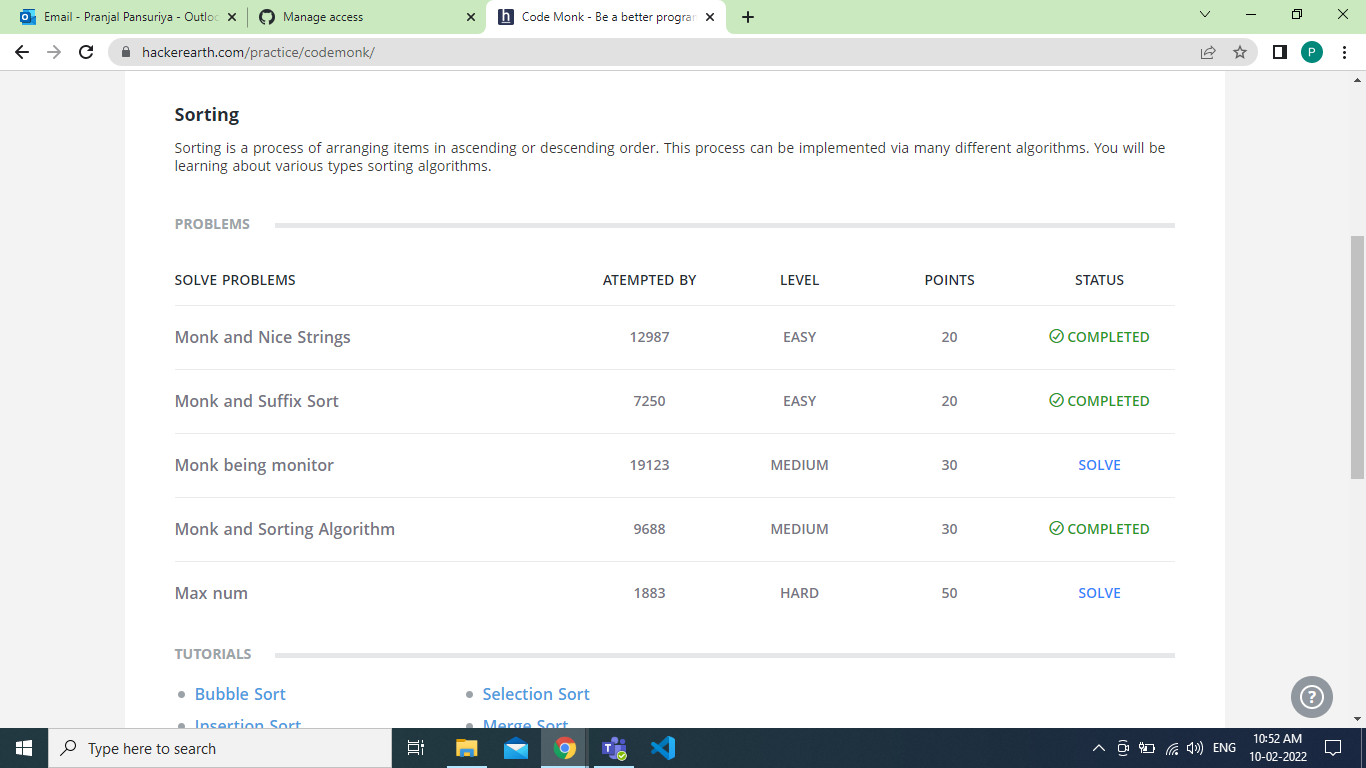 Email - Pranjal Pansuriya - Outloo
Manage access
Code Monk - Be a better progra
hackerearth.com/practice/codemonk/
P
Sorting
Sorting is a process of arranging items in ascending or descending order. This process can be implemented via many different algorithms. You will be
learning about various types sorting algorithms.
PROBLEMS
SOLVE PROBLEMS ATEMPTED BY LEVEL POINTS STATUS
Monk and Nice Strings 12987 EASY 20 COMPLETED
Monk and Suffix Sort 7250 EASY 20 COMPLETED
Monk being monitor 19123 MEDIUM 30 SOLVE
Monk and Sorting Algorithm 9688 MEDIUM 30 COMPLETED
Max num 1883 HARD 50 SOLVE
TUTORIALS
Bubble Sort Selection Sort
Insertion Sort Merge Sort
?
Type here to search
ENG
10:52 AM
10-02-2022